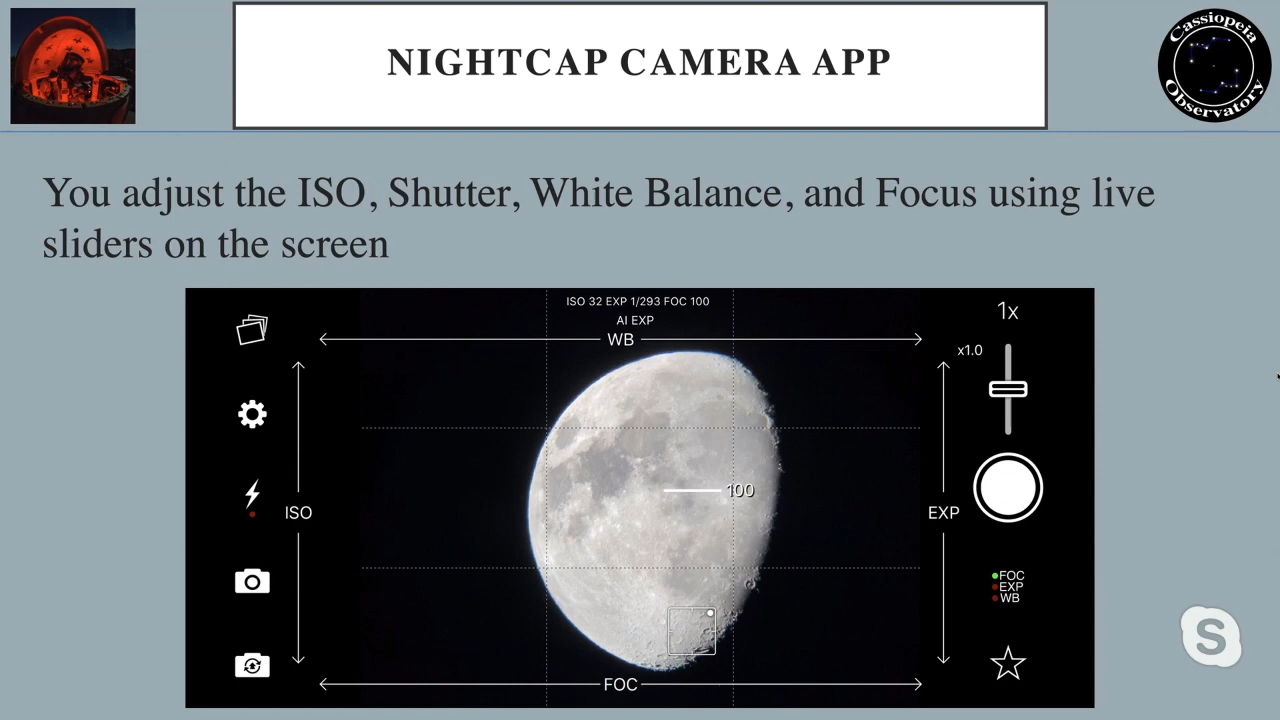 NIGHTCAP CAMERA APP
Cassiopeia
Observatory
You adjust the ISO, Shutter, White Balance, and Focus using live
sliders on the screen
ISO 32 EXP 1/293 FOC 100
AI EXP
WB
1x
x1.0
100
ISO
EXP
FOC
EXP
WB
FOC
S